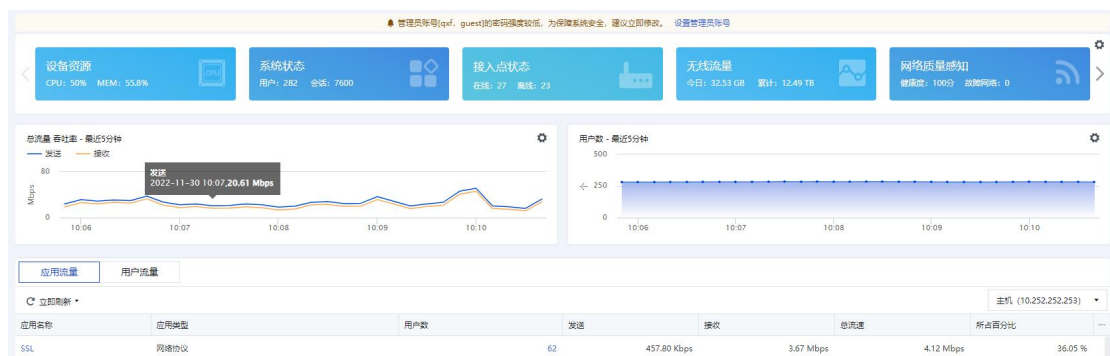 管理员账号[qxf，guest]的密码强度较低，为保障系统安全，建议立即修改。 设置管理员账号
设备资源
CPU：50% MEM：55.8%
CPU
系统状态
用户：282 会话：7600
接入点状态
在线：27 离线：23
无线流量
今日：32.53 GB 累计：12.49 TB
网络质量感知
健康度：100分 故障网络：0
总流量 吞吐率 - 最近5分钟
发送 接收
80
Mbps
0
发送
2022-11-30 10:07,20.61 Mbps
10:06 10:07 10:08 10:09 10:10
用户数 - 最近5分钟
500
250
0
10:06 10:07 10:08 10:09 10:10
应用流量 用户流量
立即刷新
主机（10.252.252.253）
应用名称 应用类型 用户数 发送 接收 总流速 所占百分比 ...
SSL 网络协议 62 457.80 Kbps 3.67 Mbps 4.12 Mbps 36.05 %